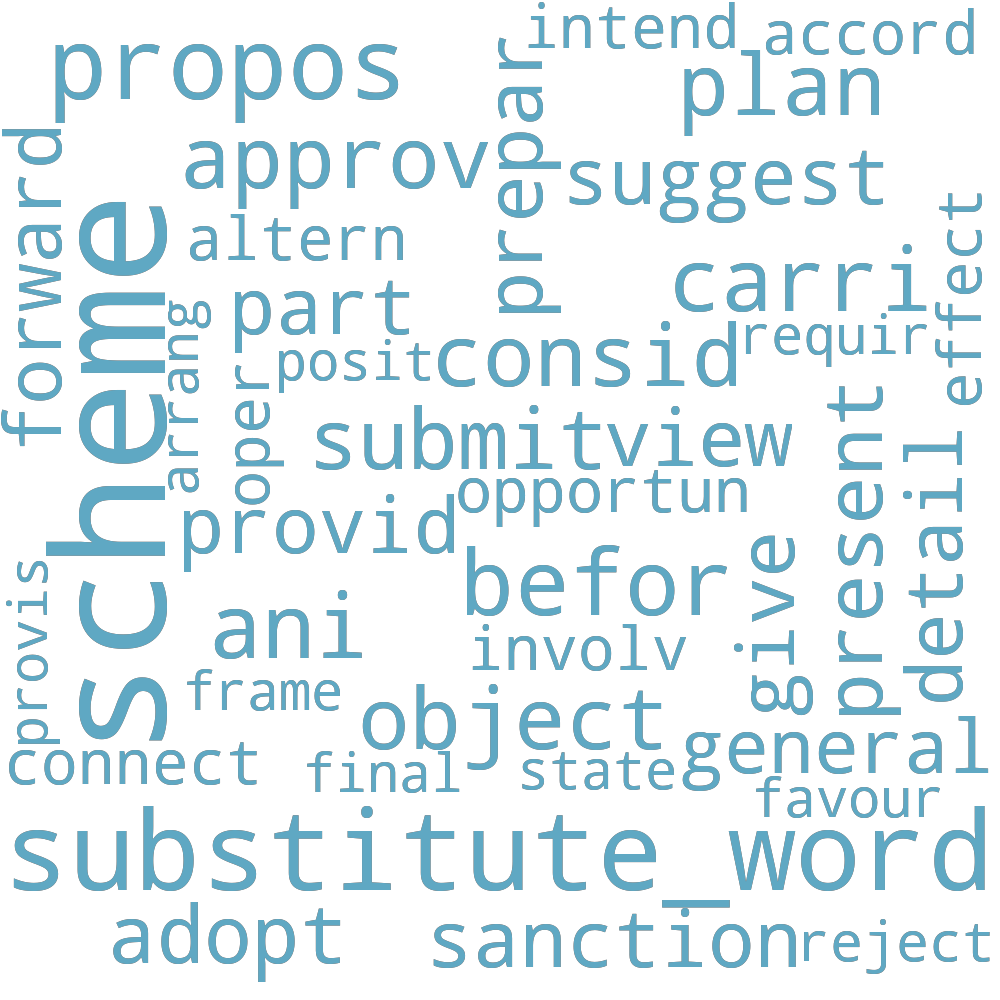 intend
accord
propos
plan
prepar
forward
approv
suggest
effect
scheme
altern
carri
part
arrang
requir
posit
consid
oper
submit
view
present
detail
opportun
provid
give
befor
provis
ani
involv
frame
object
general
connect
final
state
favour
substitute_word
adopt
sanction
reject